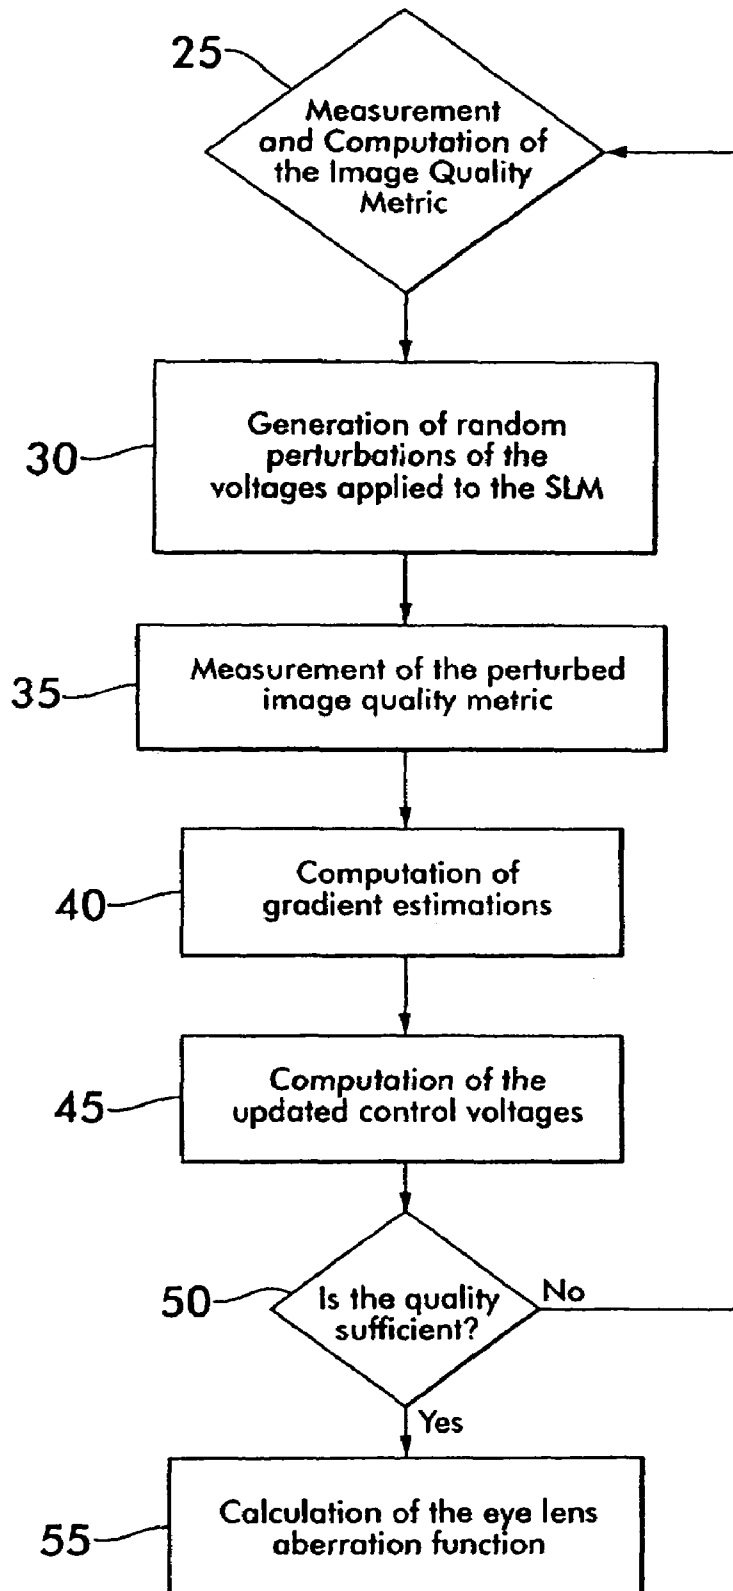 25
Measurement
and Computation of
the Image Quality
Metric
30
Generation of random
perturbations of the
voltages applied to the SLM
35
Measurement of the perturbed
image quality metric
40
Computation of
gradient estimations
45
Computation of the
updated control voltages
50
Is the quality
sufficient?
No
Yes
55
Calculation of the eye lens
aberration function